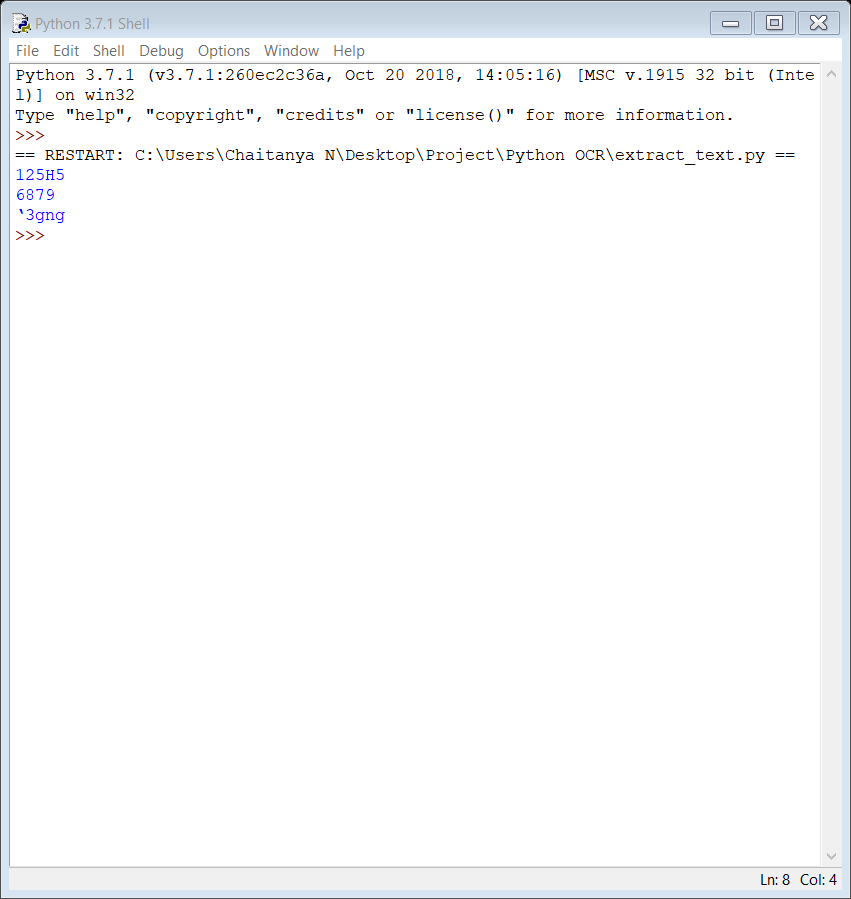 Python 3.7.1 Shell
File Edit Shell Debug Options Window Help
Python 3.7.1 (v3.7.1:260ec2c36a, Oct 20 2018, 14:05:16) [MSC v.1915 32 bit (Inte
l)] on win32
Type "help", "copyright", "credits" or "license()" for more information.
>>>
== RESTART: C:\Users\Chaitanya N\Desktop\Project\Python OCR\extract_text.py ==
125H5
6879
‘3gng
>>>
Ln: 8 Col: 4